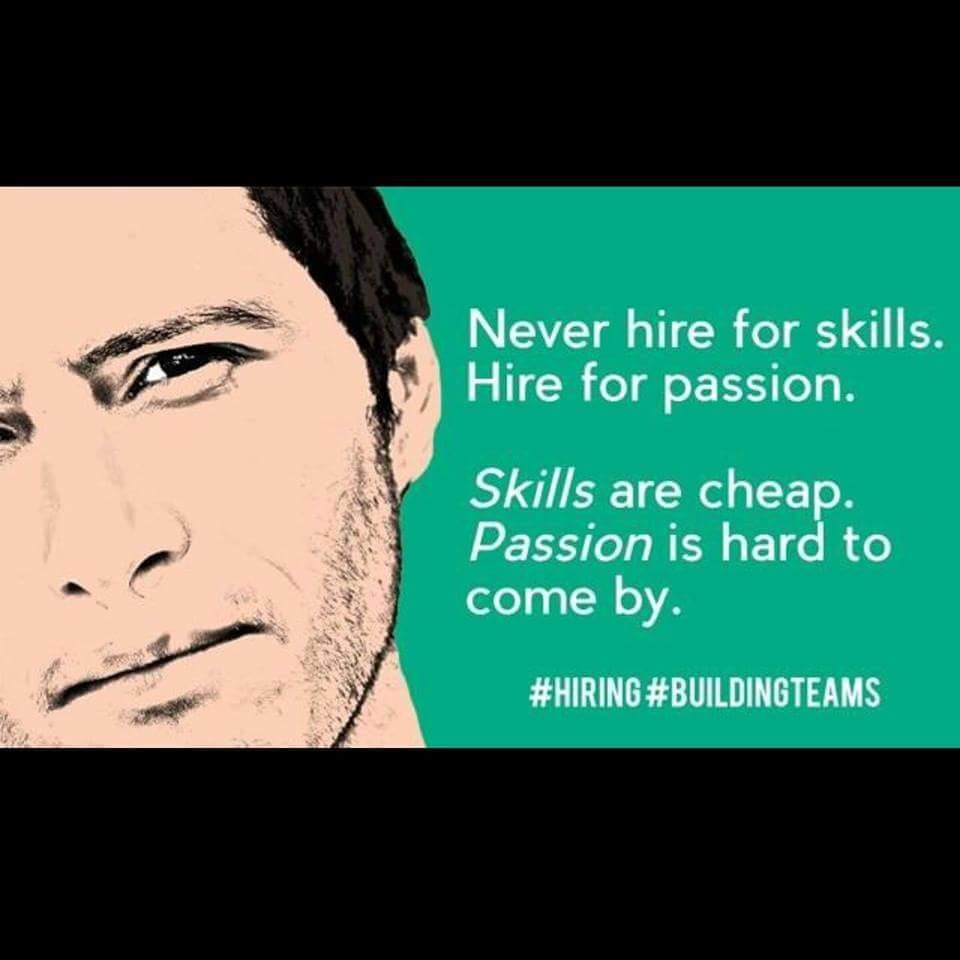 Never hire for skills.
Hire for passion.
Skills are cheap.
Passion is hard to
come by.
#HIRING #BUILDINGTEAMS